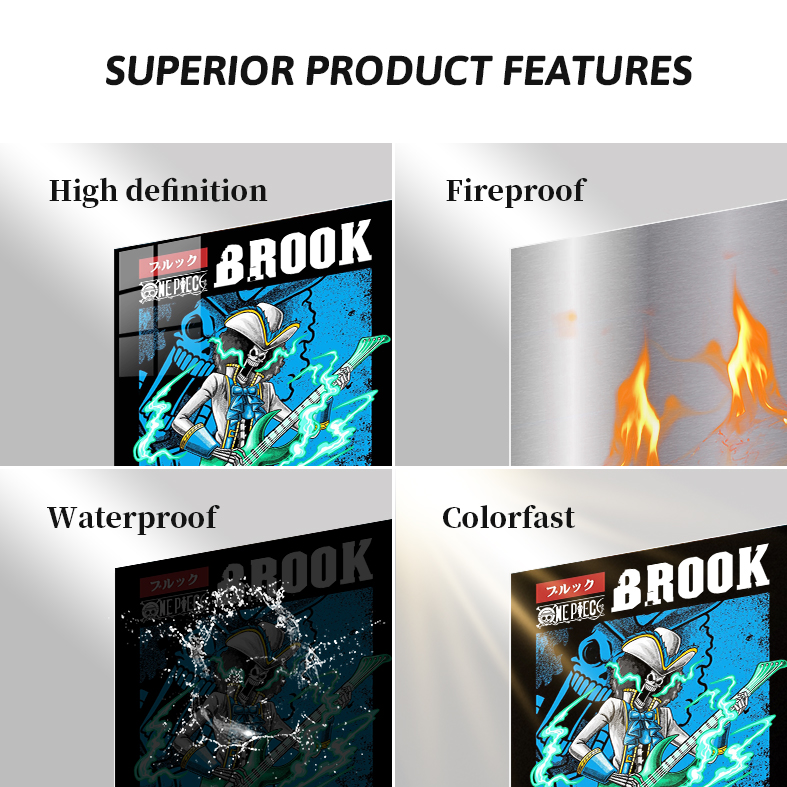 SUPERIOR PRODUCT FEATURES
High definition
ブルック
ONE PIECE
BROOK
Fireproof
Waterproof
ブルック
ONE PIECE
BROOK
Colorfast
ブルック
ONE PIECE
BROOK